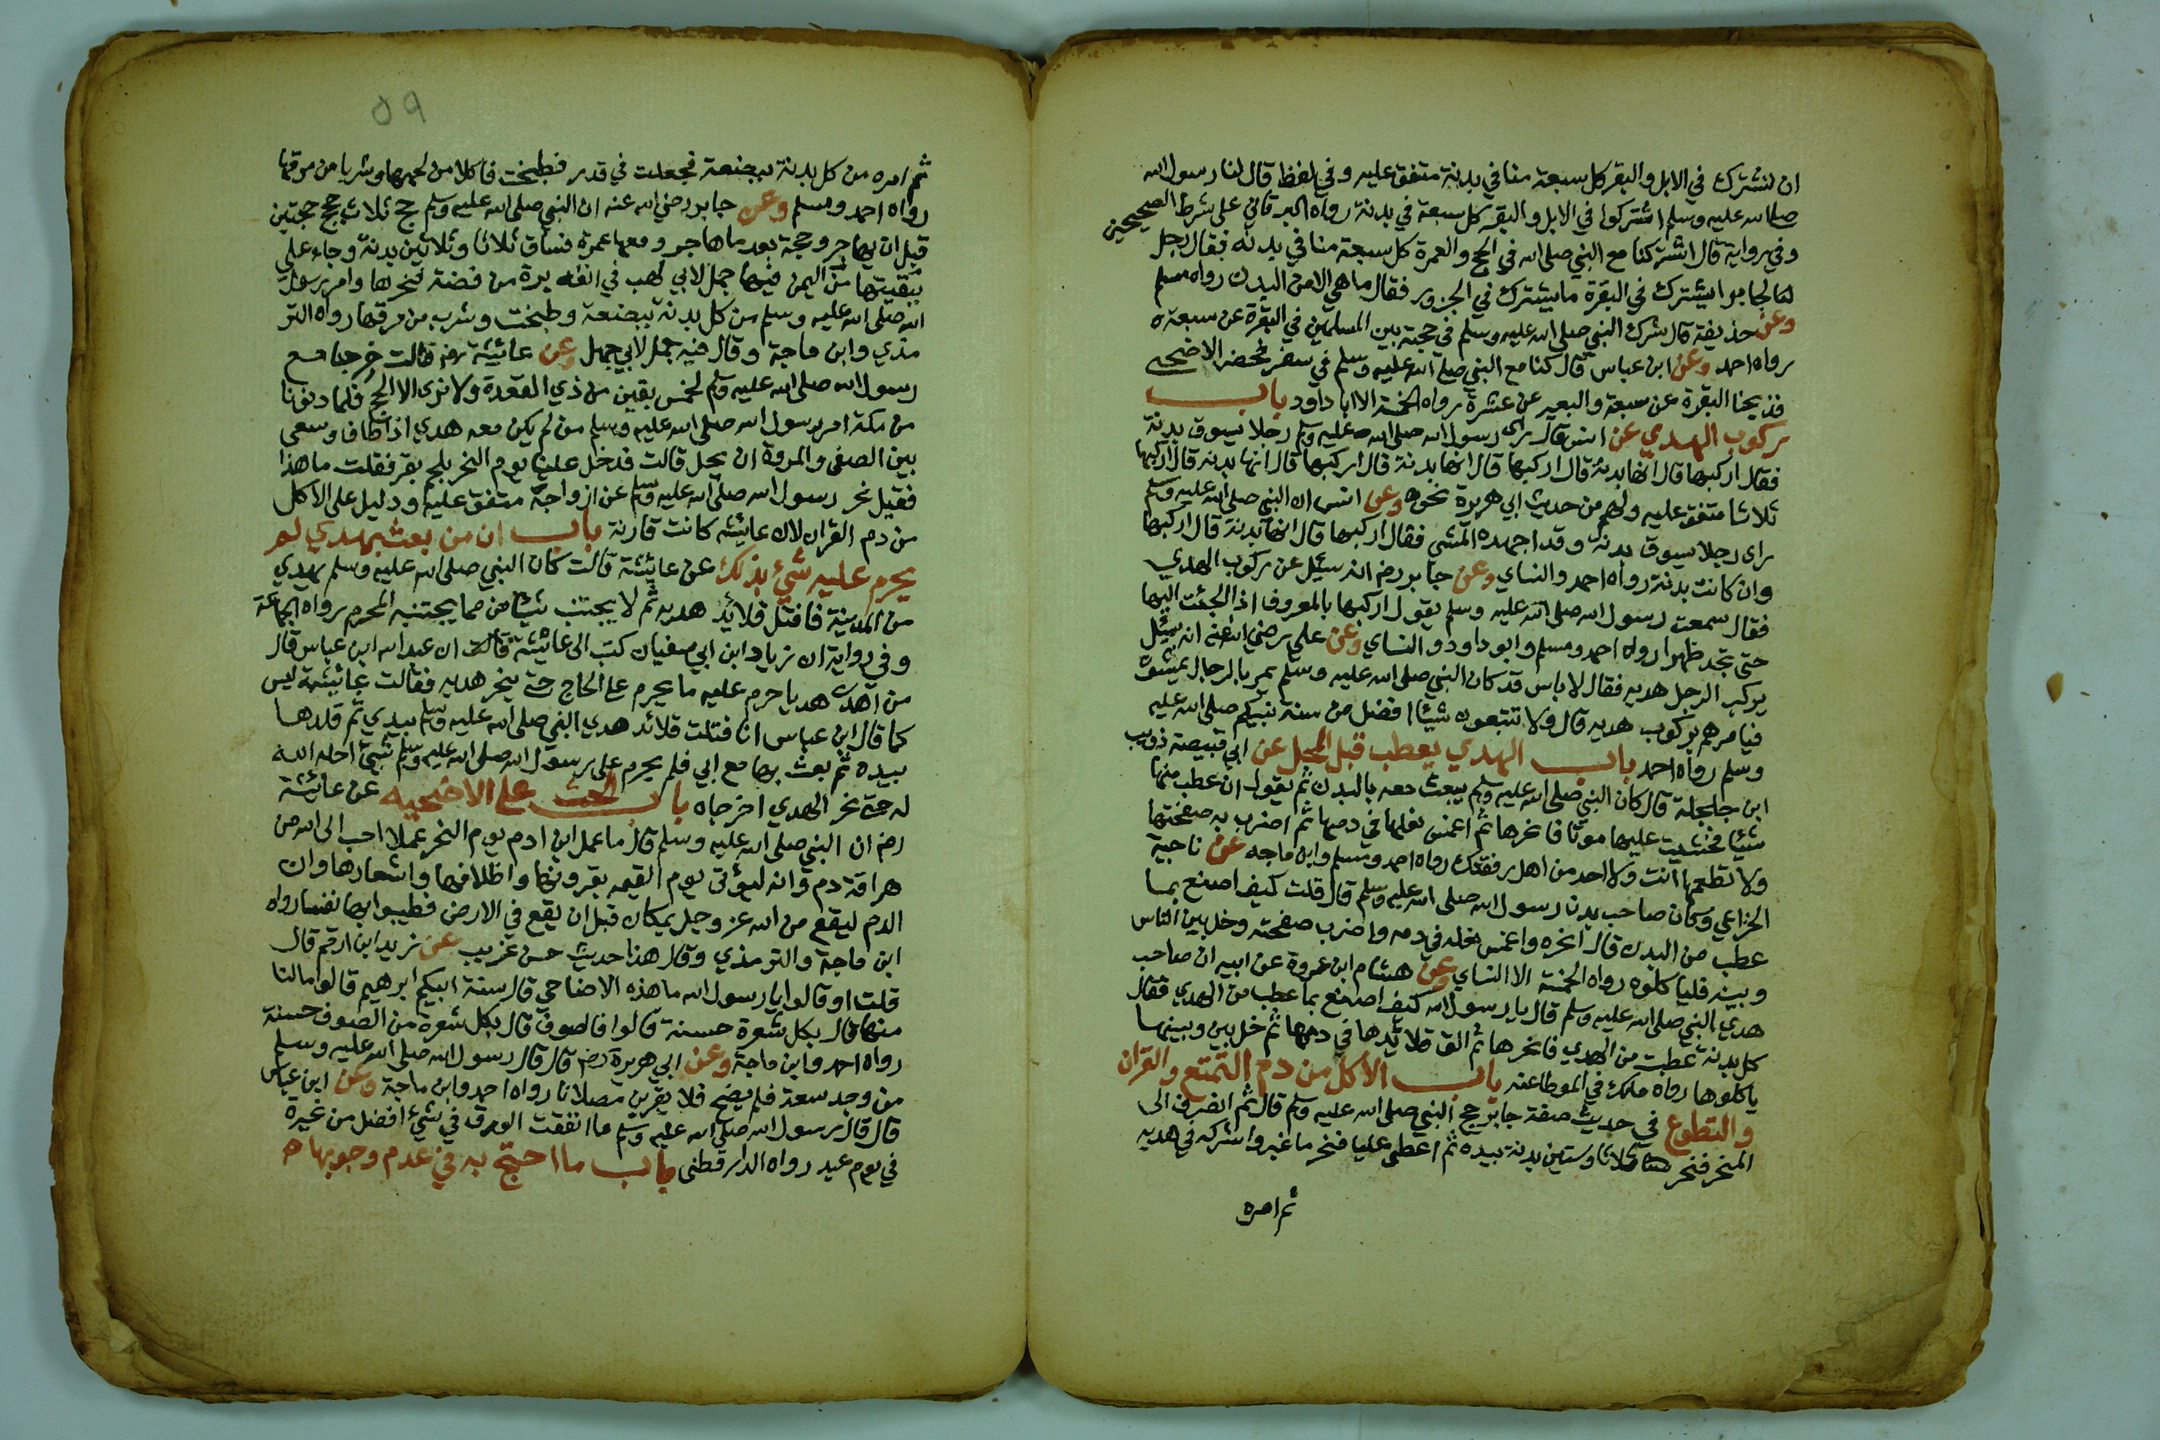 ان نشترك في الابل والبقر كل سبعة منا في بدنة متفق عليه وفي لفظ قال لنا رسول الله
صلى الله عليه وسلم اشتركوا في الابل والبقر كل سبعة في بدنة رواه البرقاني على شرط الصحيحين
وفي رواية قال اشتركنا مع النبي صلى الله في الحج والعمرة كل سبعة منا في بدنة فقال رجل
لجابر ايشترك في البقرة ما يشترك في الجزور فقال ما هي الا من البدن رواه مسلم
وعن حذيفة قال شرك النبي صلى الله عليه وسلم في حجته بين المسلمين في البقرة عن سبعة
رواه احمد وعن ابن عباس قال كنا مع النبي صلى الله عليه وسلم في سفر فحضر الاضحى
فذبحنا البقرة عن سبعة والبعير عن عشرة رواه الخمسة الا ابا داود باب
ركوب الهدي عن انس قال راى رسول الله صلى الله عليه وسلم رجلا يسوق بدنة
فقال اركبها قال انها بدنة قال اركبها قال انها بدنة قال اركبها قال انها بدنة قال اركبها
ثلاثا متفق عليه ولهم من حديث ابي هريرة نحوه وعن انس ان النبي صلى الله عليه وسلم
راى رجلا يسوق بدنة وقد اجهده المشي فقال اركبها قال انها بدنة قال اركبها
وان كانت بدنة رواه احمد والنساي وعن جابر رضي انه سئل عن ركوب الهدي
فقال سمعت رسول الله صلى الله عليه وسلم يقول اركبها بالمعروف اذا الجئت اليها
حتى تجد ظهرا رواه احمد ومسلم وابو داود والنساي وعن علي رضي الله عنه انه سئل
يركب الرجل هديه فقال لا باس قد كان النبي صلى الله عليه وسلم يمر بالرجال يمشون
فيامرهم بركوب هديه قال ولا تتبعون شيئا افضل من سنة نبيكم صلى الله عليه
وسلم رواه احمد باب الهدي يعطب قبل المحل عن ابي قبيصة ذويب
ابن حلحلة قال كان النبي صلى الله عليه وسلم يبعث معه بالبدن ثم يقول ان عطب منها
شيئا فخشيت عليها موتا فانحرها ثم اغمس نعلها في دمها ثم اضرب به صفحتها
ولا تطعمها انت ولا احد من اهل رفقتك رواه احمد ومسلم وابن ماجه عن ناجية
الخزاعي وكان صاحب بدن رسول الله صلى الله عليه وسلم قال قلت كيف اصنع بما
عطب من البدن قال انحره واغمس نعله في دمه واضرب صفحته وخل بين الناس
وبينه فلياكلوه رواه الخمسة الا النساي وعن هشام ابن عروة عن ابيه ان صاحب
هدي النبي صلى الله عليه وسلم قال يا رسول الله كيف اصنع بما عطب من الهدي فقال
كل بدنة عطبت من الهدي فانحرها ثم الق قلائدها في دمها ثم خل بين وبينها
ياكلوها رواه ملك في الموطا عنه باب الاكل من دم التمتع والقران
والتطوع في حديث صفة جابر حج النبي صلى الله عليه وسلم قال ثم انصرف الى
المنحر فنحر ثلاثا وستين بدنة بيده ثم اعطى عليا فنحر ما غبر واشركه في هديه
ثم امره
٥٩
ثم امره من كل بدنة ببضعة فجعلت في قدر فطبخت فاكلا من لحمها وشربا من مرقها
رواه احمد ومسلم وعن جابر رضي الله عنه ان النبي صلى الله عليه وسلم حج ثلاث حجج حجتين
قبل ان يهاجر وحجة بعد ما هاجر ومعها عمرة فساق ثلاثا وثلاثين بدنة وجاء علي
ببقيتها من اليمن فيها جمل لابي لهب في انفه برة من فضة فنحرها وامر رسول
الله صلى الله عليه وسلم من كل بدنة ببضعة وطبخت وشرب من مرقها رواه التر
مذي وابن ماجة وقال فيه جمل لابي جهل وعن عائشة رضه قالت خرجنا مع
رسول الله صلى الله عليه وسلم لخمس بقين من ذي القعدة ولا نرى الا الحج فلما دنونا
من مكة امر رسول الله صلى الله عليه وسلم من لم يكن معه هدي اذا طاف وسعى
بين الصفى والمروة ان يحل قالت فدخل علينا يوم النحر بلحم بقر فقلت ما هذا
فقيل نحر رسول الله صلى الله عليه وسلم عن ازواجه متفق عليه ودليل على الاكل
من دم القران لان عائشه كانت قارنة باب ان من بعث بهدي لم
يحرم عليه شيء بذلك عن عائشة قالت كان النبي صلى الله عليه وسلم يهدي
من المدينة فافتل قلائد هديه ثم لا يجتنب شيئا من مما يجتنبه المحرم رواه الجماعة
وفي رواية ان زياد ابن ابي سفيان كتب الى عائشة قالت ان عبد الله ابن عباس قال
من اهدى هديا حرم عليه ما يحرم على الحاج حتى ينحر هديه فقالت عائشة ليس
كما قال ابن عباس انا فتلت قلائد هدي النبي صلى الله عليه وسلم بيدي ثم قلدها
بيده ثم بعث بها مع ابي فلم يحرم على رسول الله صلى الله عليه وسلم شيئ احله الله
له حتى نحر الهدي اخرجاه باب الحث على الاضحيه عن عائشة
رضه ان النبي صلى الله عليه وسلم قال ما عمل ابن ادم يوم النحر عملا احب الى الله من
هراقة دم وانه ليؤتى يوم القيمه بقرونها واظلافها واشعارها وان
الدم ليقع من الله عز وجل بمكان قبل ان يقع في الارض فطيبوا بها نفسا رواه
ابن ماجة والترمذي وقال هذا حديث حسن غريب عن زيد ابن ارقم قال
قلت او قالوا يا رسول الله ما هذه الاضاحي قال سنة ابيكم ابرهيم قالوا ما لنا
منها قال بكل شعرة حسنة قالوا فالصوف قال بكل شعرة من الصوف حسنة
رواه احمد وابن ماجة وعن ابي هريرة رضه قال قال رسول الله صلى الله عليه وسلم
من وجد سعة فلم يضح فلا يقربن مصلانا رواه احمد وابن ماجة وعن ابن عباس
قال قال رسول الله صلى الله عليه وسلم ما انفقت الورق في شيئ افضل من نحيره
في يوم عيد رواه الدارقطنى باب ما احتج به في عدم وجوبها